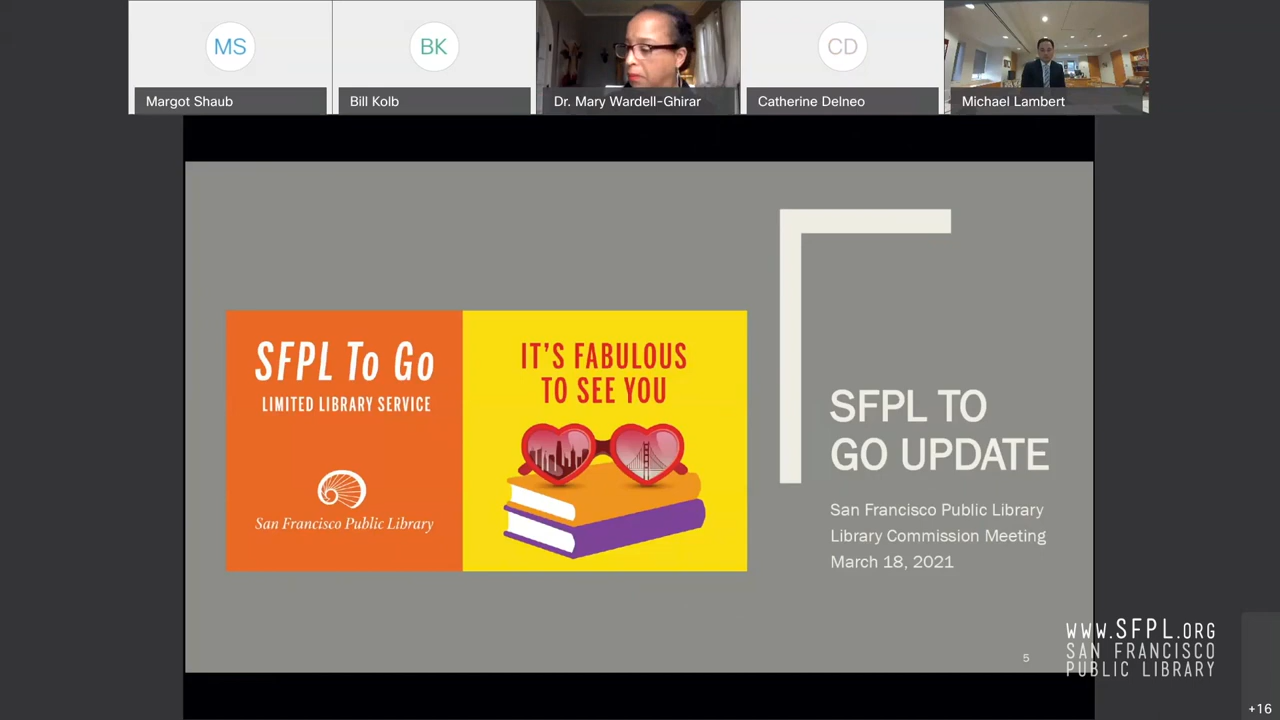 MS
BK
CD
Margot Shaub
Bill Kolb
Dr. Mary Wardell-Ghirar
Catherine Delneo
Michael Lambert
SFPL To Go
LIMITED LIBRARY SERVICE
San Francisco Public Library
IT'S FABULOUS
TO SEE YOU
SFPL TO
GO UPDATE
San Francisco Public Library
Library Commission Meeting
March 18, 2021
5
WWW.SFPL.ORG
SAN FRANCISCO
PUBLIC LIBRARY
+16